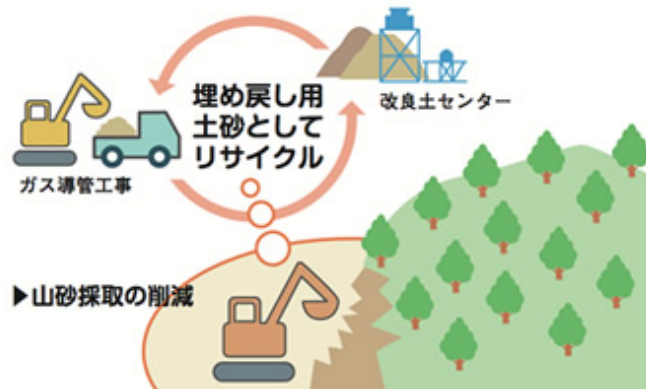 改良土センター
埋め戻し用
土砂として
リサイクル
ガス導管工事
▶山砂採取の削減